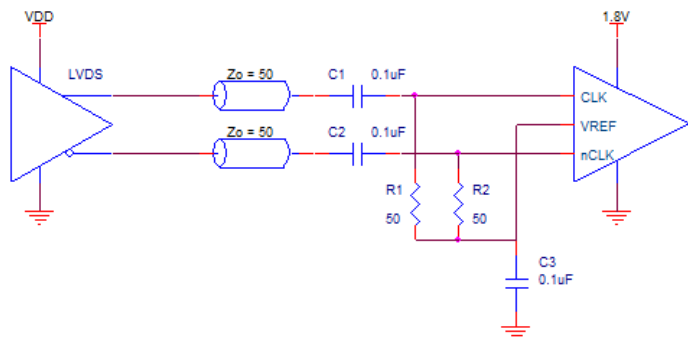 VDD
1.8V
LVDS
Zo = 50
C1
0.1uF
CLK
Zo = 50
C2
0.1uF
VREF
nCLK
R1
R2
50
50
C3
0.1uF